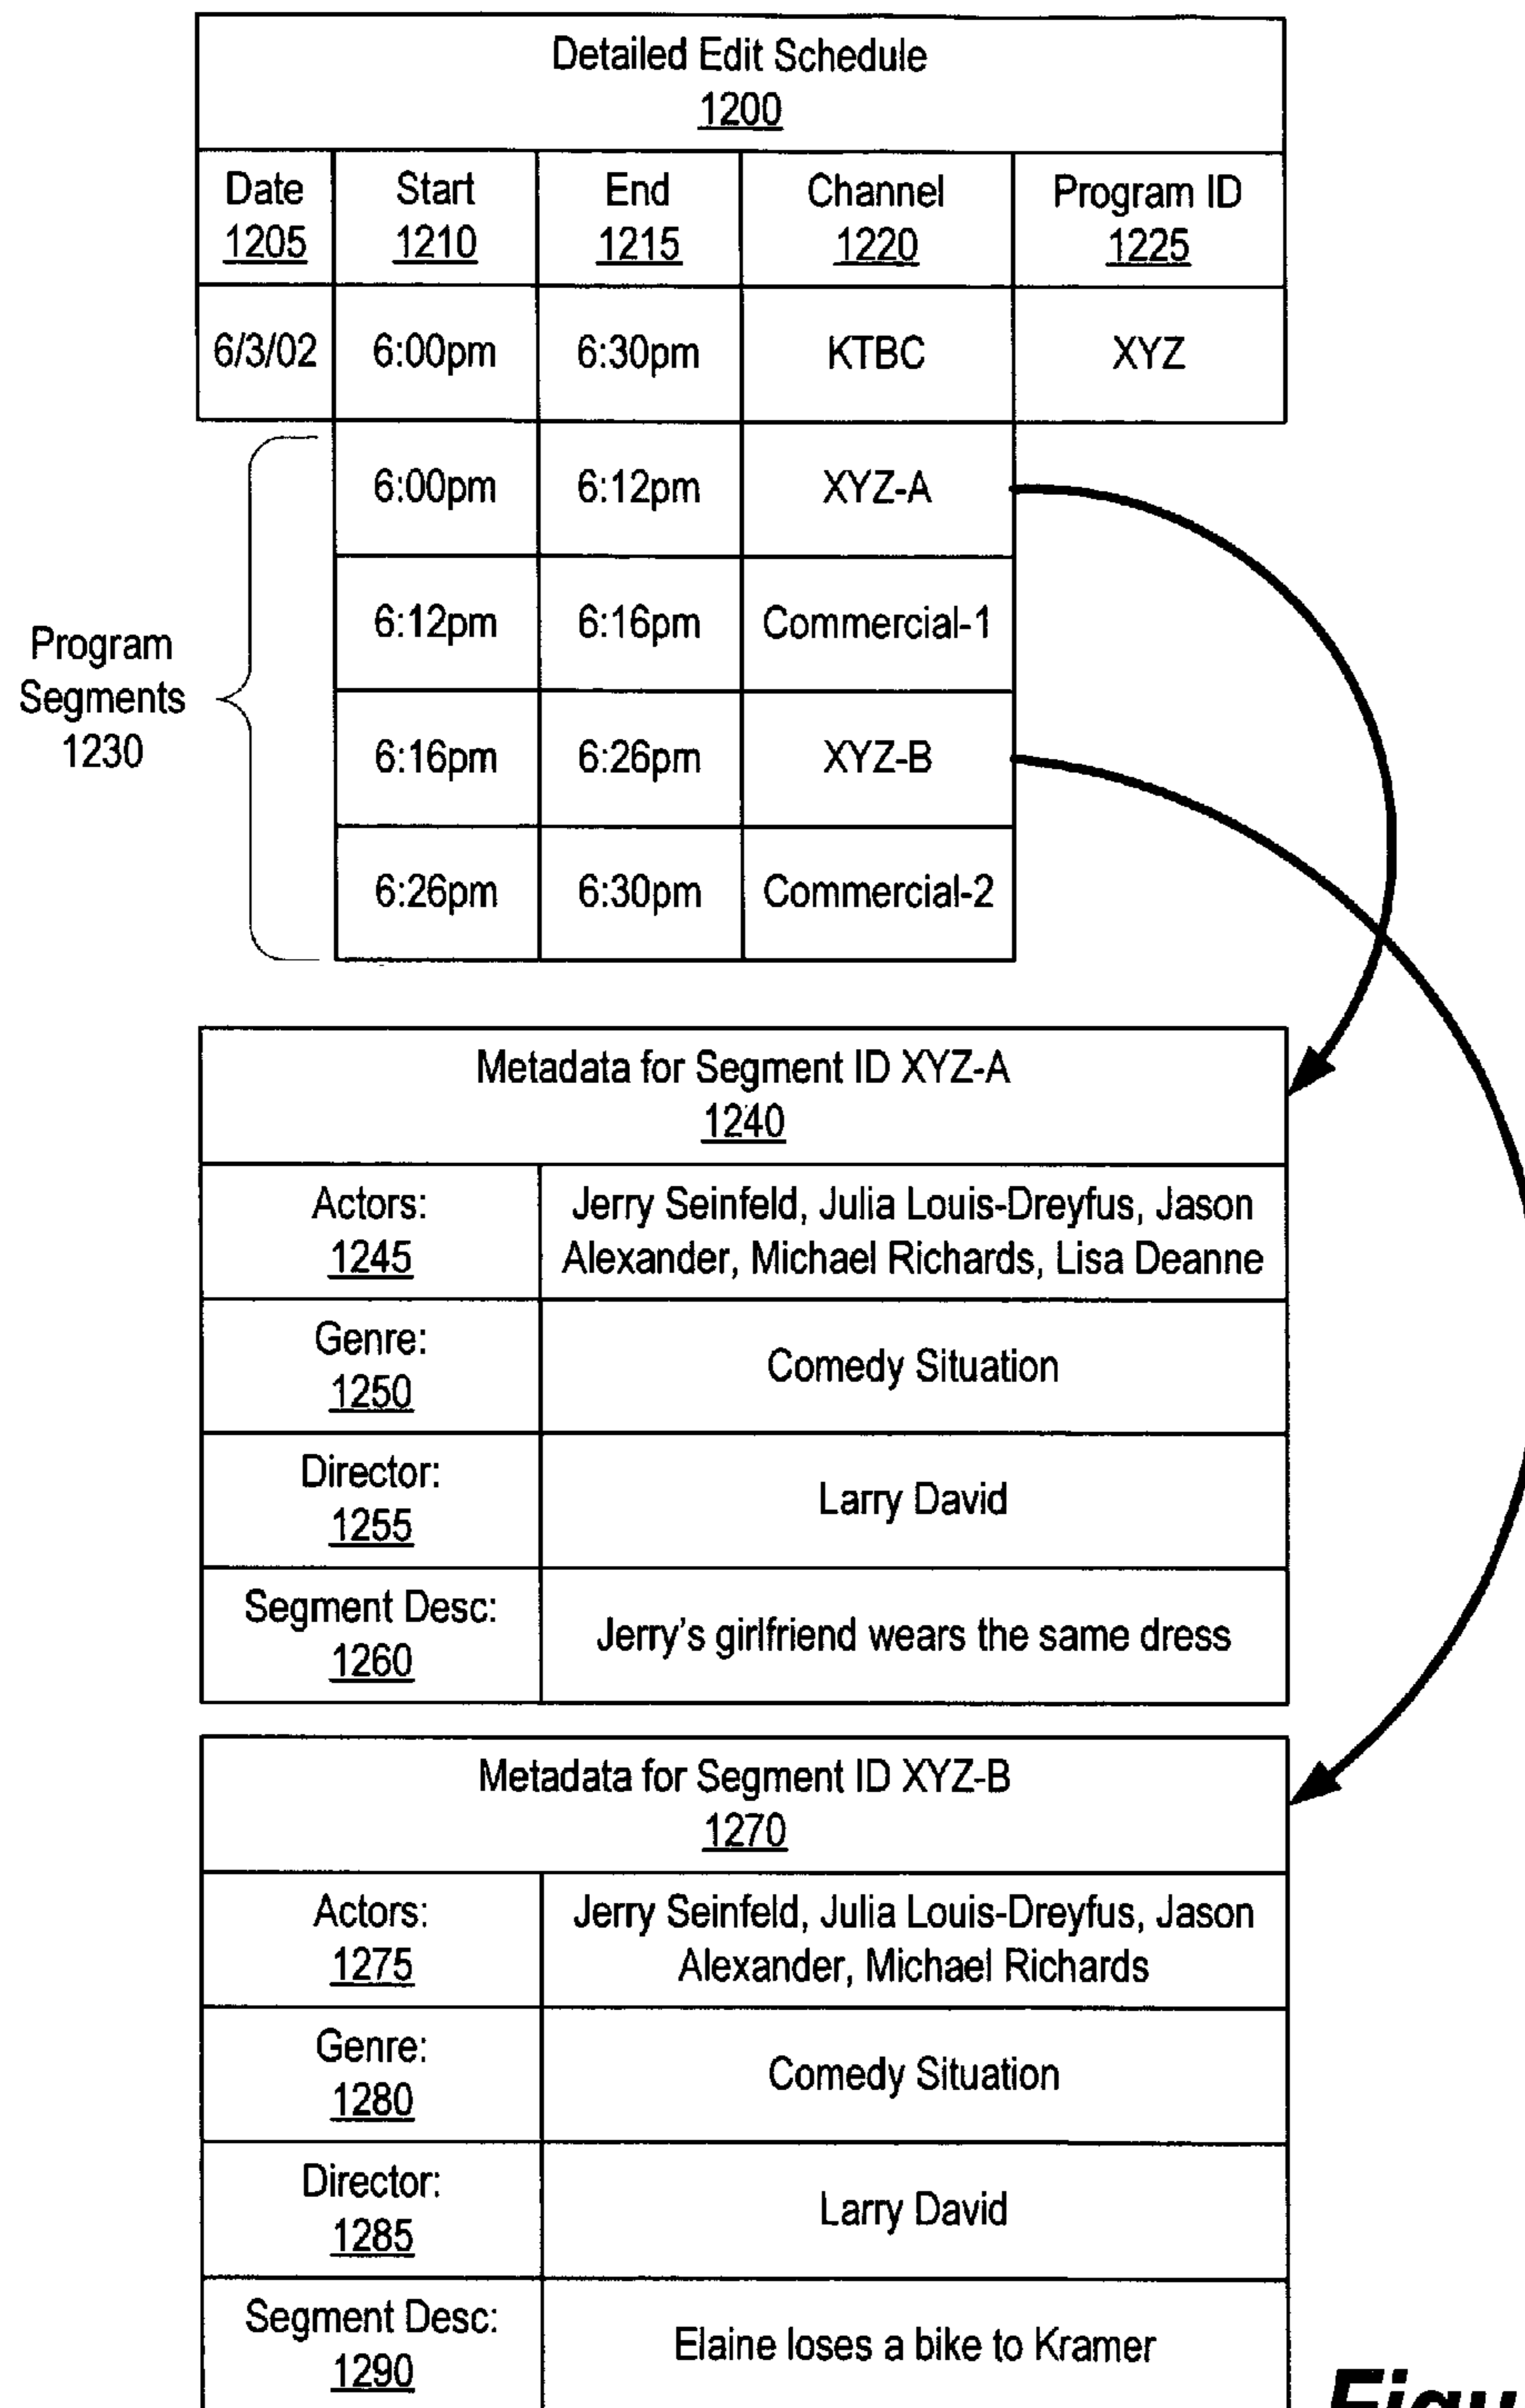 Detailed Edit Schedule
1200
Date
1205
Start
1210
End
1215
Channel
1220
Program ID
1225
6/3/02 6:00pm 6:30pm KTBC XYZ
6:00pm 6:12pm XYZ-A
6:12pm 6:16pm Commercial-1
6:16pm 6:26pm XYZ-B
6:26pm 6:30pm Commercial-2
Program
Segments
1230
Metadata for Segment ID XYZ-A
1240
Actors:
1245
Jerry Seinfeld, Julia Louis-Dreyfus, Jason
Alexander, Michael Richards, Lisa Deanne
Genre:
1250
Comedy Situation
Director:
1255
Larry David
Segment Desc:
1260
Jerry's girlfriend wears the same dress
Metadata for Segment ID XYZ-B
1270
Actors:
1275
Jerry Seinfeld, Julia Louis-Dreyfus, Jason
Alexander, Michael Richards
Genre:
1280
Comedy Situation
Director:
1285
Larry David
Segment Desc:
1290
Elaine loses a bike to Kramer